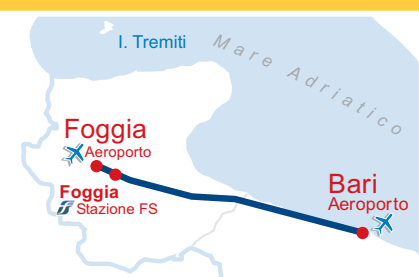 I. Tremiti
Mare Adriatico
Foggia
Aeroporto
Foggia
Stazione FS
Bari
Aeroporto